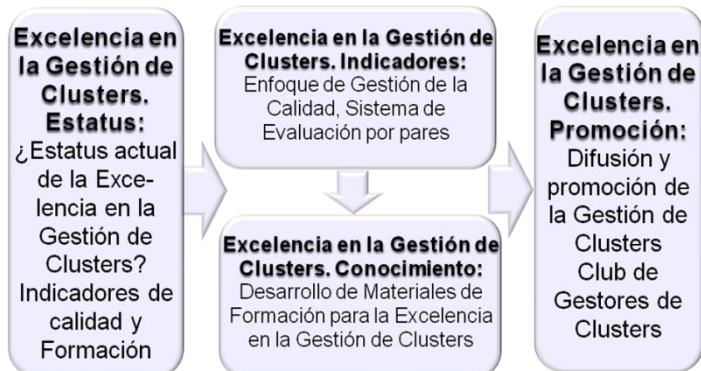 Excelencia en
la Gestión de
Clusters.
Estatus:
¿Estatus actual
de la Exce-
lencia en la
Gestión de
Clusters?
Indicadores de
calidad y
Formación
Excelencia en la Gestión de
Clusters. Indicadores:
Enfoque de Gestión de la
Calidad, Sistema de
Evaluación por pares
Excelencia en la Gestión de
Clusters. Conocimiento:
Desarrollo de Materiales de
Formación para la Excelencia
en la Gestión de Clusters
Excelencia en
la Gestión de
Clusters.
Promoción:
Difusión y
promoción de
la Gestión de
Clusters
Club de
Gestores de
Clusters